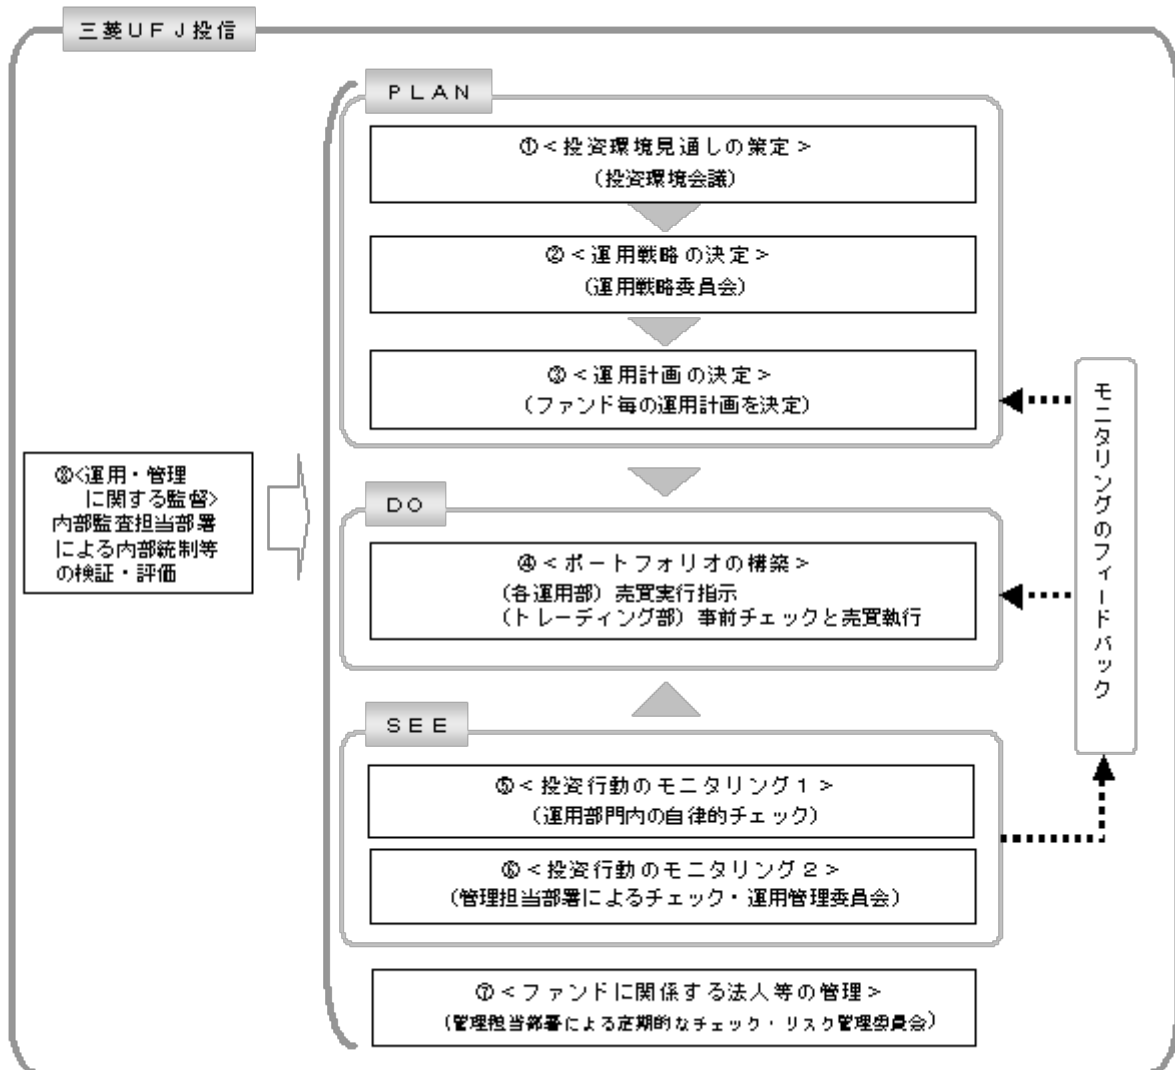 三菱UFJ投信
PLAN
①<投資環境見通しの策定>
(投資環境会議)
②<運用戦略の決定>
(運用戦略委員会)
③<運用計画の決定>
(ファンド毎の運用計画を決定)
⑧<運用・管理
に関する監督>
内部監査担当部署
による内部統制等
の検証・評価
DO
④<ポートフォリオの構築>
(各運用部)売買実行指示
(トレーディング部)事前チェックと売買執行
モニタリングのフィードバック
SEE
⑤<投資行動のモニタリング1>
(運用部門内の自律的チェック)
⑥<投資行動のモニタリング2>
(管理担当部署によるチェック・運用管理委員会)
⑦<ファンドに関係する法人等の管理>
(管理担当部署による定期的なチェック・リスク管理委員会)